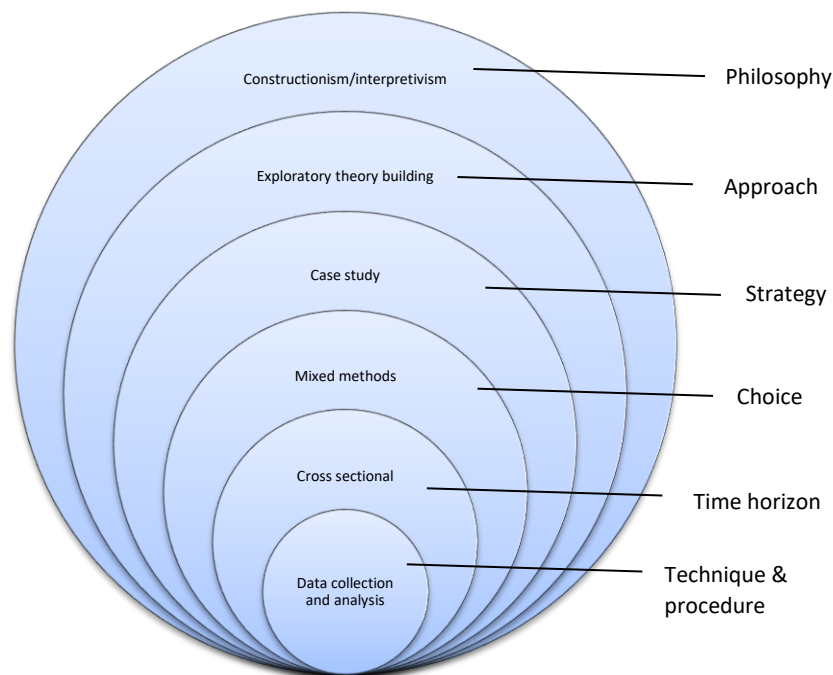 Constructionism/interpretivism
Philosophy
Exploratory theory building
Approach
Case study
Strategy
Mixed methods
Choice
Cross sectional
Time horizon
Data collection
and analysis
Technique &
procedure